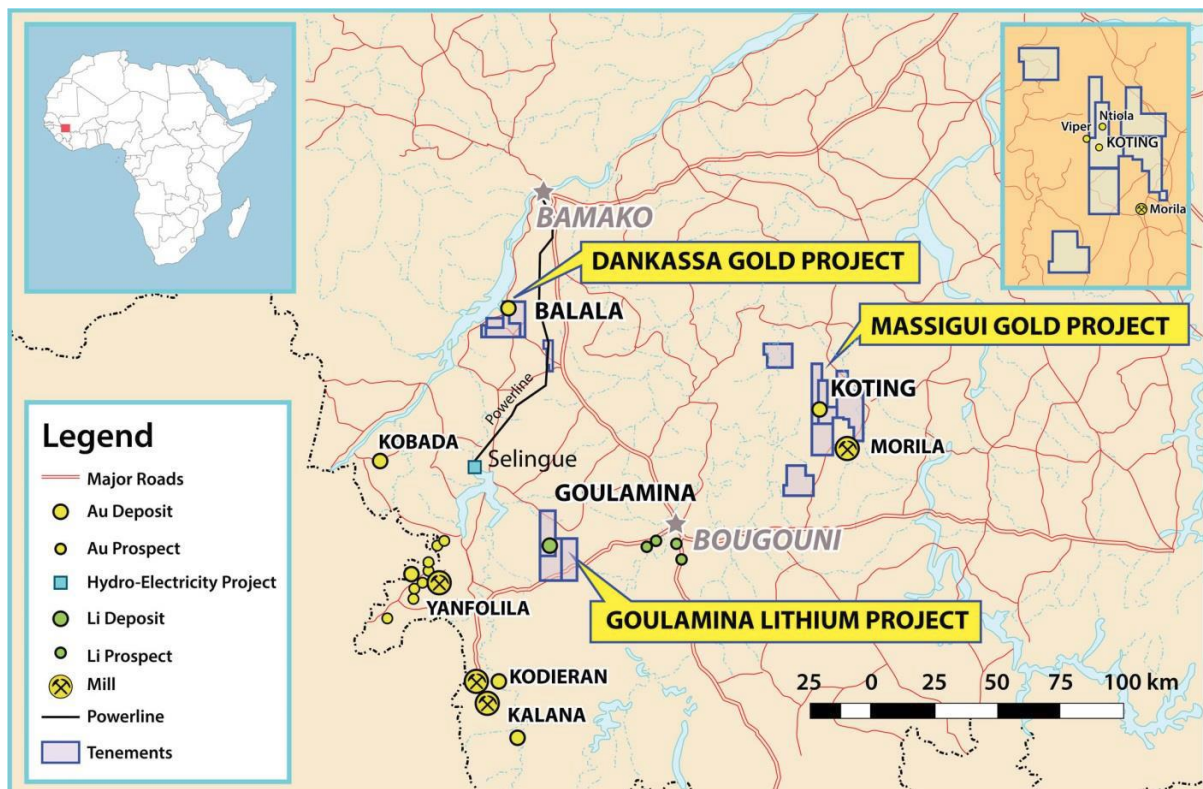 Ntiola
Viper
KOTING
Morila
BAMAKO
DANKASSA GOLD PROJECT
BALALA
MASSIGUI GOLD PROJECT
Powerline
KOTING
KOBADA
Selingue
MORILA
GOULAMINA
BOUGOUNI
YANFOLILA
GOULAMINA LITHIUM PROJECT
KODIERAN
KALANA
25 0 25 50 75 100 km
Legend
Major Roads
Au Deposit
Au Prospect
Hydro-Electricity Project
Li Deposit
Li Prospect
Mill
Powerline
Tenements